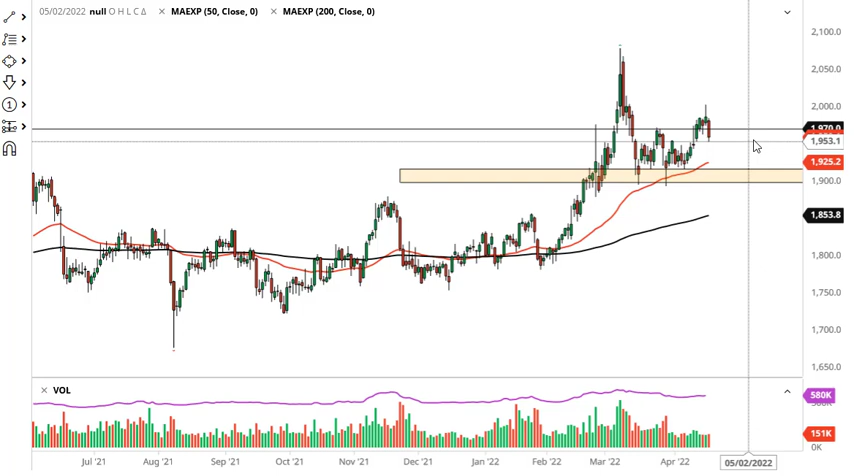 05/02/2022 null O H L C Δ × MAEXP (50, Close, 0) × MAEXP (200, Close, 0)
2,100.0
2,050.0
2,000.0
1,970.0
1,953.1
1,925.2
1,900.0
1,853.8
1,800.0
1,750.0
1,700.0
1,650.0
× VOL
580K
151K
0K
Jul '21 Aug '21 Sep '21 Oct '21 Nov '21 Dec '21 Jan '22 Feb '22 Mar '22 Apr '22 05/02/2022
1